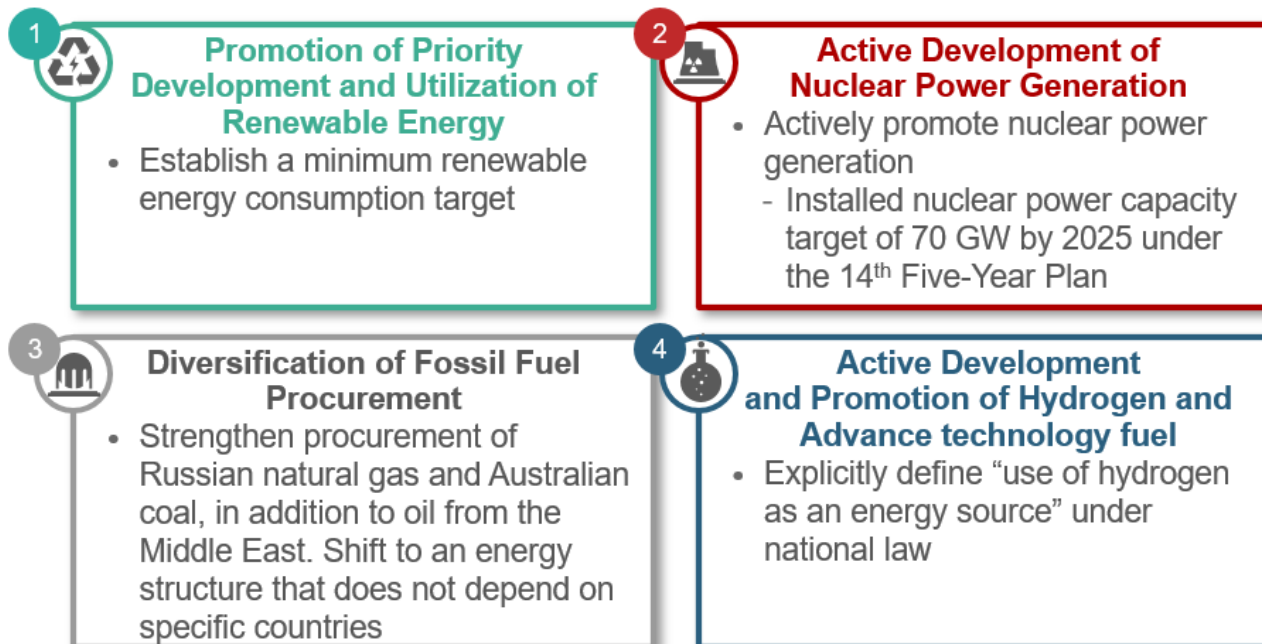 1
Promotion of Priority
Development and Utilization of
Renewable Energy
• Establish a minimum renewable
energy consumption target
2
Active Development of
Nuclear Power Generation
• Actively promote nuclear power
generation
- Installed nuclear power capacity
target of 70 GW by 2025 under
the 14th Five-Year Plan
3
Diversification of Fossil Fuel
Procurement
• Strengthen procurement of
Russian natural gas and Australian
coal, in addition to oil from the
Middle East. Shift to an energy
structure that does not depend on
specific countries
4
Active Development
and Promotion of Hydrogen and
Advance technology fuel
• Explicitly define “use of hydrogen
as an energy source” under
national law